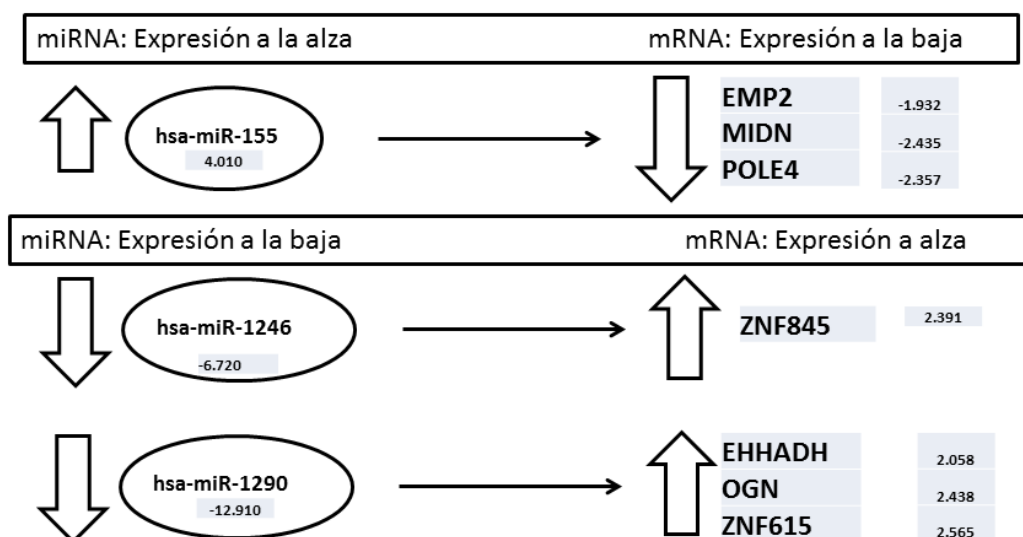 miRNA: Expresión a la alza mRNA: Expresión a la baja
hsa-miR-155
4.010
EMP2 -1.932
MIDN -2.435
POLE4 -2.357
miRNA: Expresión a la baja mRNA: Expresión a alza
hsa-miR-1246
-6.720
ZNF845 2.391
hsa-miR-1290
-12.910
EHHADH 2.058
OGN 2.438
ZNF615 2.565